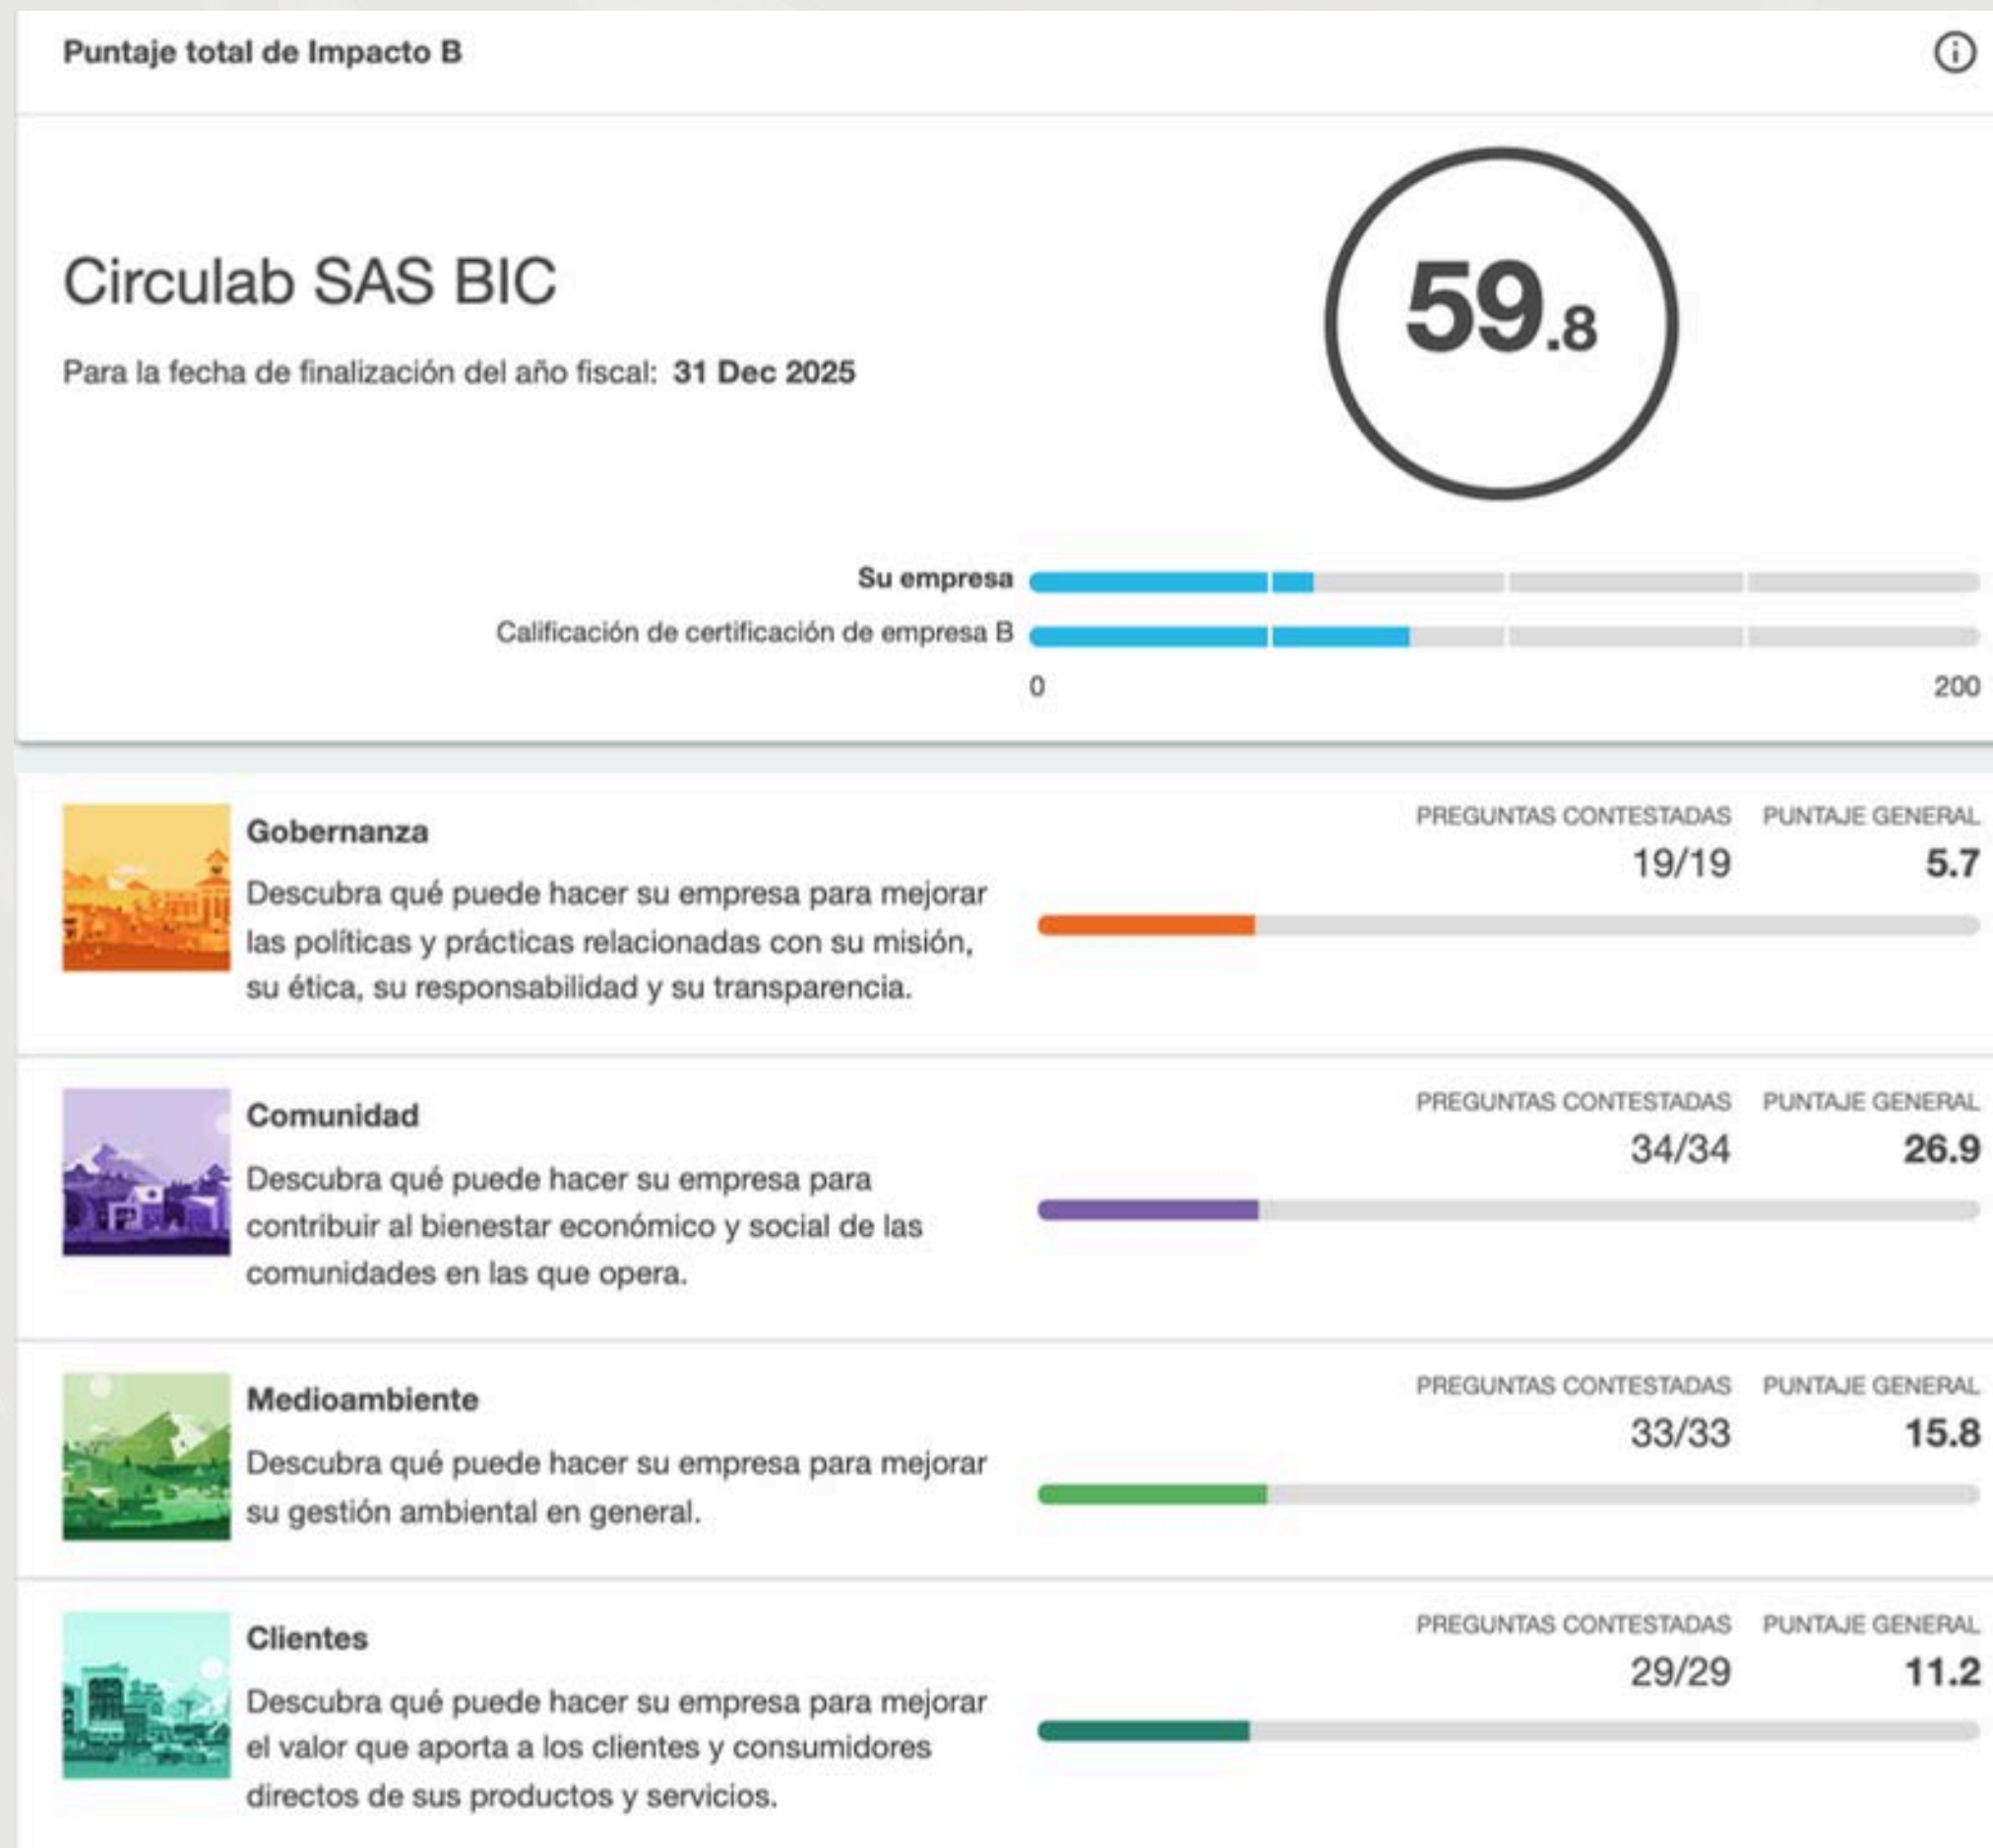 Puntaje total de Impacto B
Circulab SAS BIC
Para la fecha de finalización del año fiscal: 31 Dec 2025
59.8
Su empresa
Calificación de certificación de empresa B
0 200
Gobernanza
Descubra qué puede hacer su empresa para mejorar
las políticas y prácticas relacionadas con su misión,
su ética, su responsabilidad y su transparencia.
PREGUNTAS CONTESTADAS PUNTAJE GENERAL
19/19 5.7
Comunidad
Descubra qué puede hacer su empresa para
contribuir al bienestar económico y social de las
comunidades en las que opera.
PREGUNTAS CONTESTADAS PUNTAJE GENERAL
34/34 26.9
Medioambiente
Descubra qué puede hacer su empresa para mejorar
su gestión ambiental en general.
PREGUNTAS CONTESTADAS PUNTAJE GENERAL
33/33 15.8
Clientes
Descubra qué puede hacer su empresa para mejorar
el valor que aporta a los clientes y consumidores
directos de sus productos y servicios.
PREGUNTAS CONTESTADAS PUNTAJE GENERAL
29/29 11.2